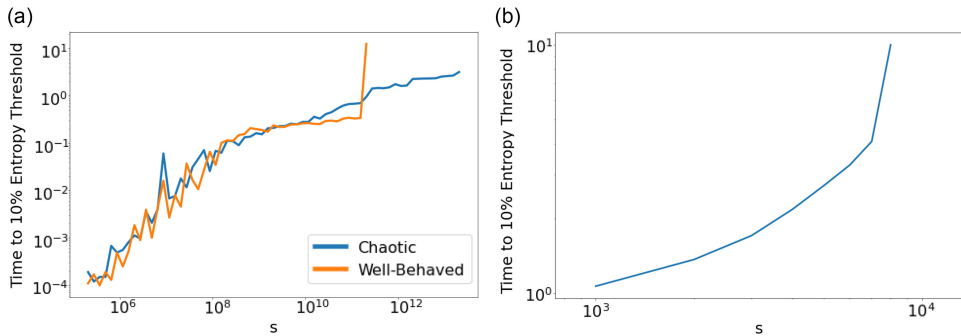 (a)
Time to 10% Entropy Threshold
10¹
10⁰
10⁻¹
10⁻²
10⁻³
10⁻⁴
10⁶
10⁸
10¹⁰
10¹²
s
Chaotic
Well-Behaved
(b)
Time to 10% Entropy Threshold
10¹
10⁰
10³
10⁴
s